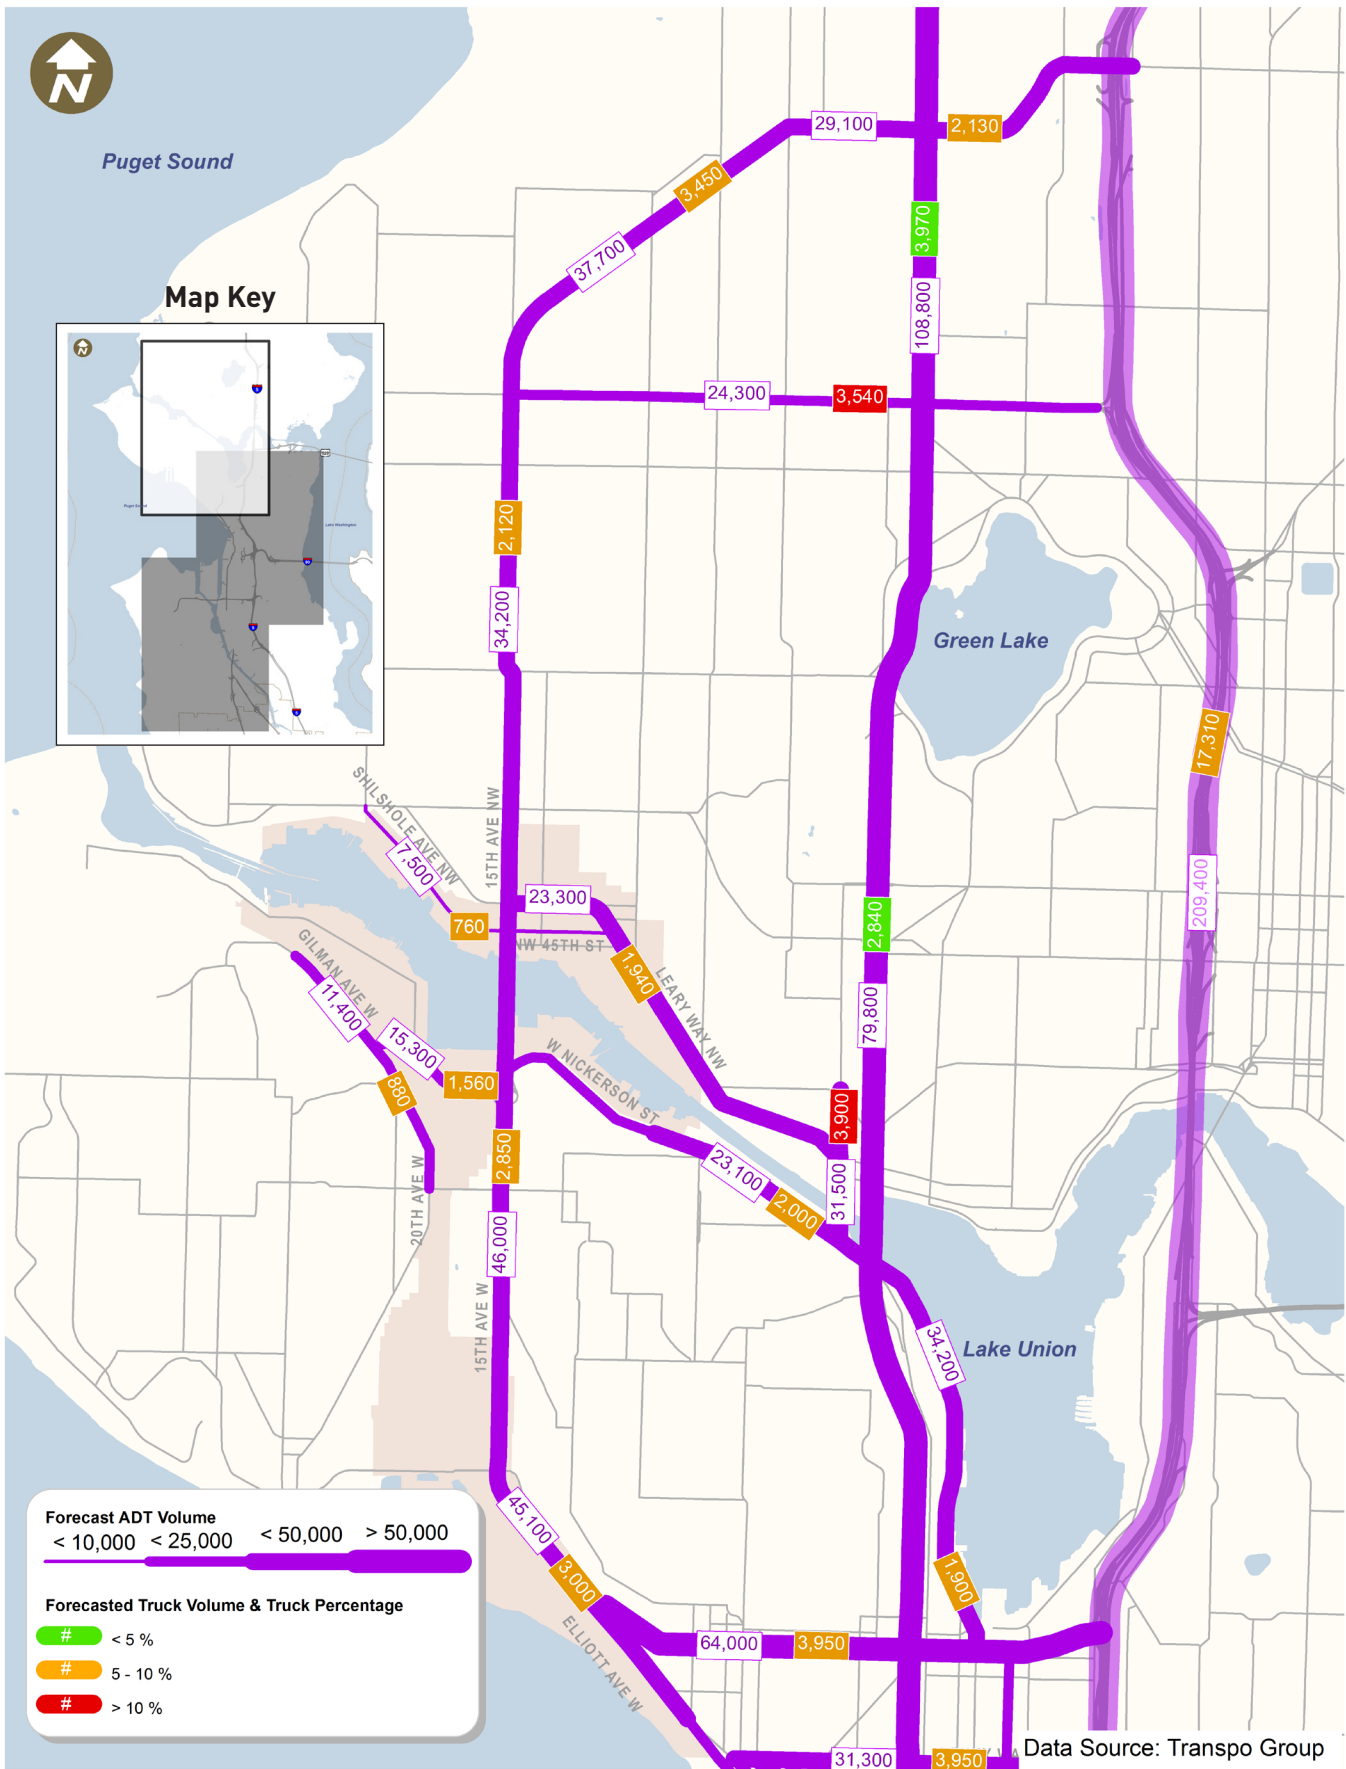 N
Puget Sound
29,100
2,130
3,450
3,970
37,700
Map Key
108,800
N
24,300
3,540
Puget Sound
Lake Washington
2,120
34,200
Green Lake
17,310
SHILSHOLE AVE NW
7,500
15TH AVE NW
23,300
2,840
209,400
760
NW 45TH ST
GILMAN AVE W
1,940
LEARY WAY NW
11,400
15,300
79,800
W NICKERSON ST
1,560
880
3,900
2,850
23,100
20TH AVE W
2,000
31,500
46,000
15TH AVE W
34,200
Lake Union
45,100
3,000
1,900
ELLIOTT AVE W
64,000
3,950
31,300
3,950
Forecast ADT Volume
< 10,000 < 25,000 < 50,000 > 50,000
Forecasted Truck Volume & Truck Percentage
# < 5 %
# 5 - 10 %
# > 10 %
Data Source: Transpo Group